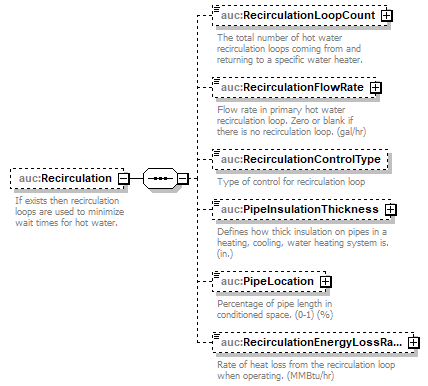 auc:RecirculationLoopCount
The total number of hot water
recirculation loops coming from and
returning to a specific water heater.
auc:RecirculationFlowRate
Flow rate in primary hot water
recirculation loop. Zero or blank if
there is no recirculation loop. (gal/hr)
auc:Recirculation
If exists then recirculation
loops are used to minimize
wait times for hot water.
auc:RecirculationControlType
Type of control for recirculation loop
auc:PipeInsulationThickness
Defines how thick insulation on pipes in a
heating, cooling, water heating system is.
(in.)
auc:PipeLocation
Percentage of pipe length in
conditioned space. (0-1) (%)
auc:RecirculationEnergyLossRa...
Rate of heat loss from the recirculation loop
when operating. (MMBtu/hr)